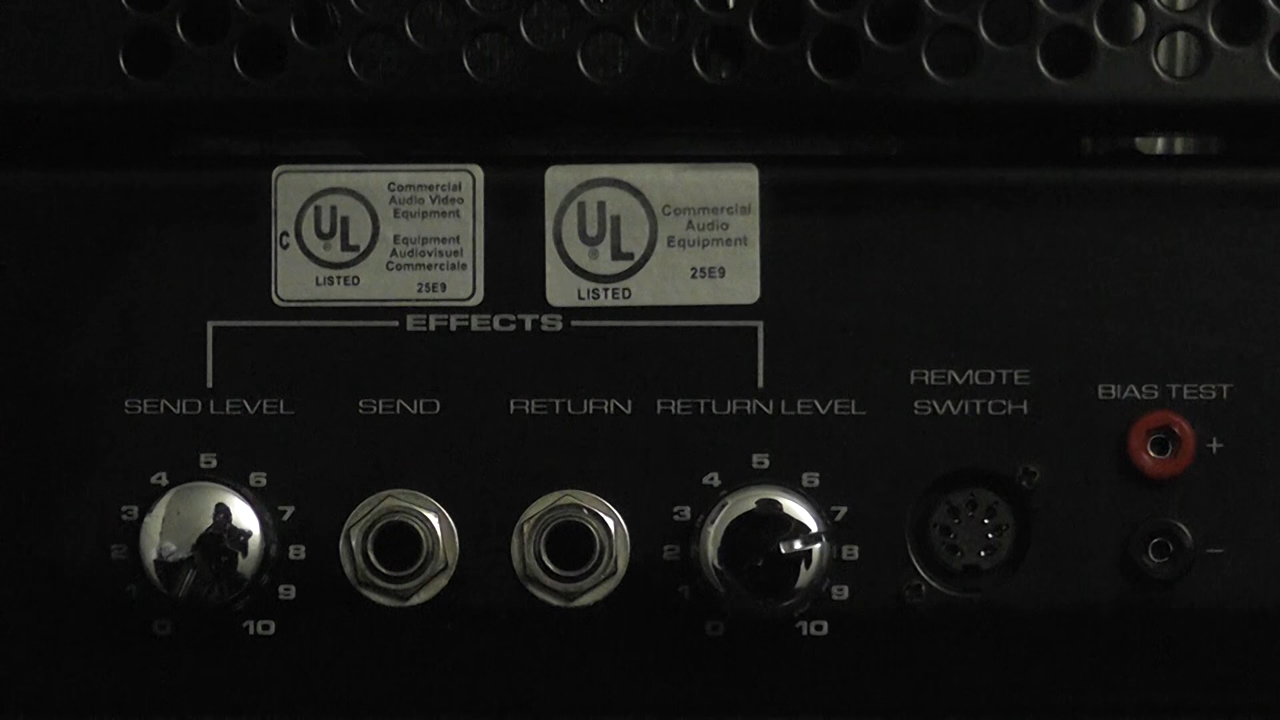 UL
®
C
LISTED
Commercial
Audio Video
Equipment
Equipment
Audiovisuel
Commerciale
25E9
UL
®
LISTED
Commercial
Audio
Equipment
25E9
EFFECTS
SEND LEVEL
SEND
RETURN
RETURN LEVEL
REMOTE
SWITCH
BIAS TEST
0
1
2
3
4
5
6
7
8
9
10
0
1
2
3
4
5
6
7
8
9
10
+
−